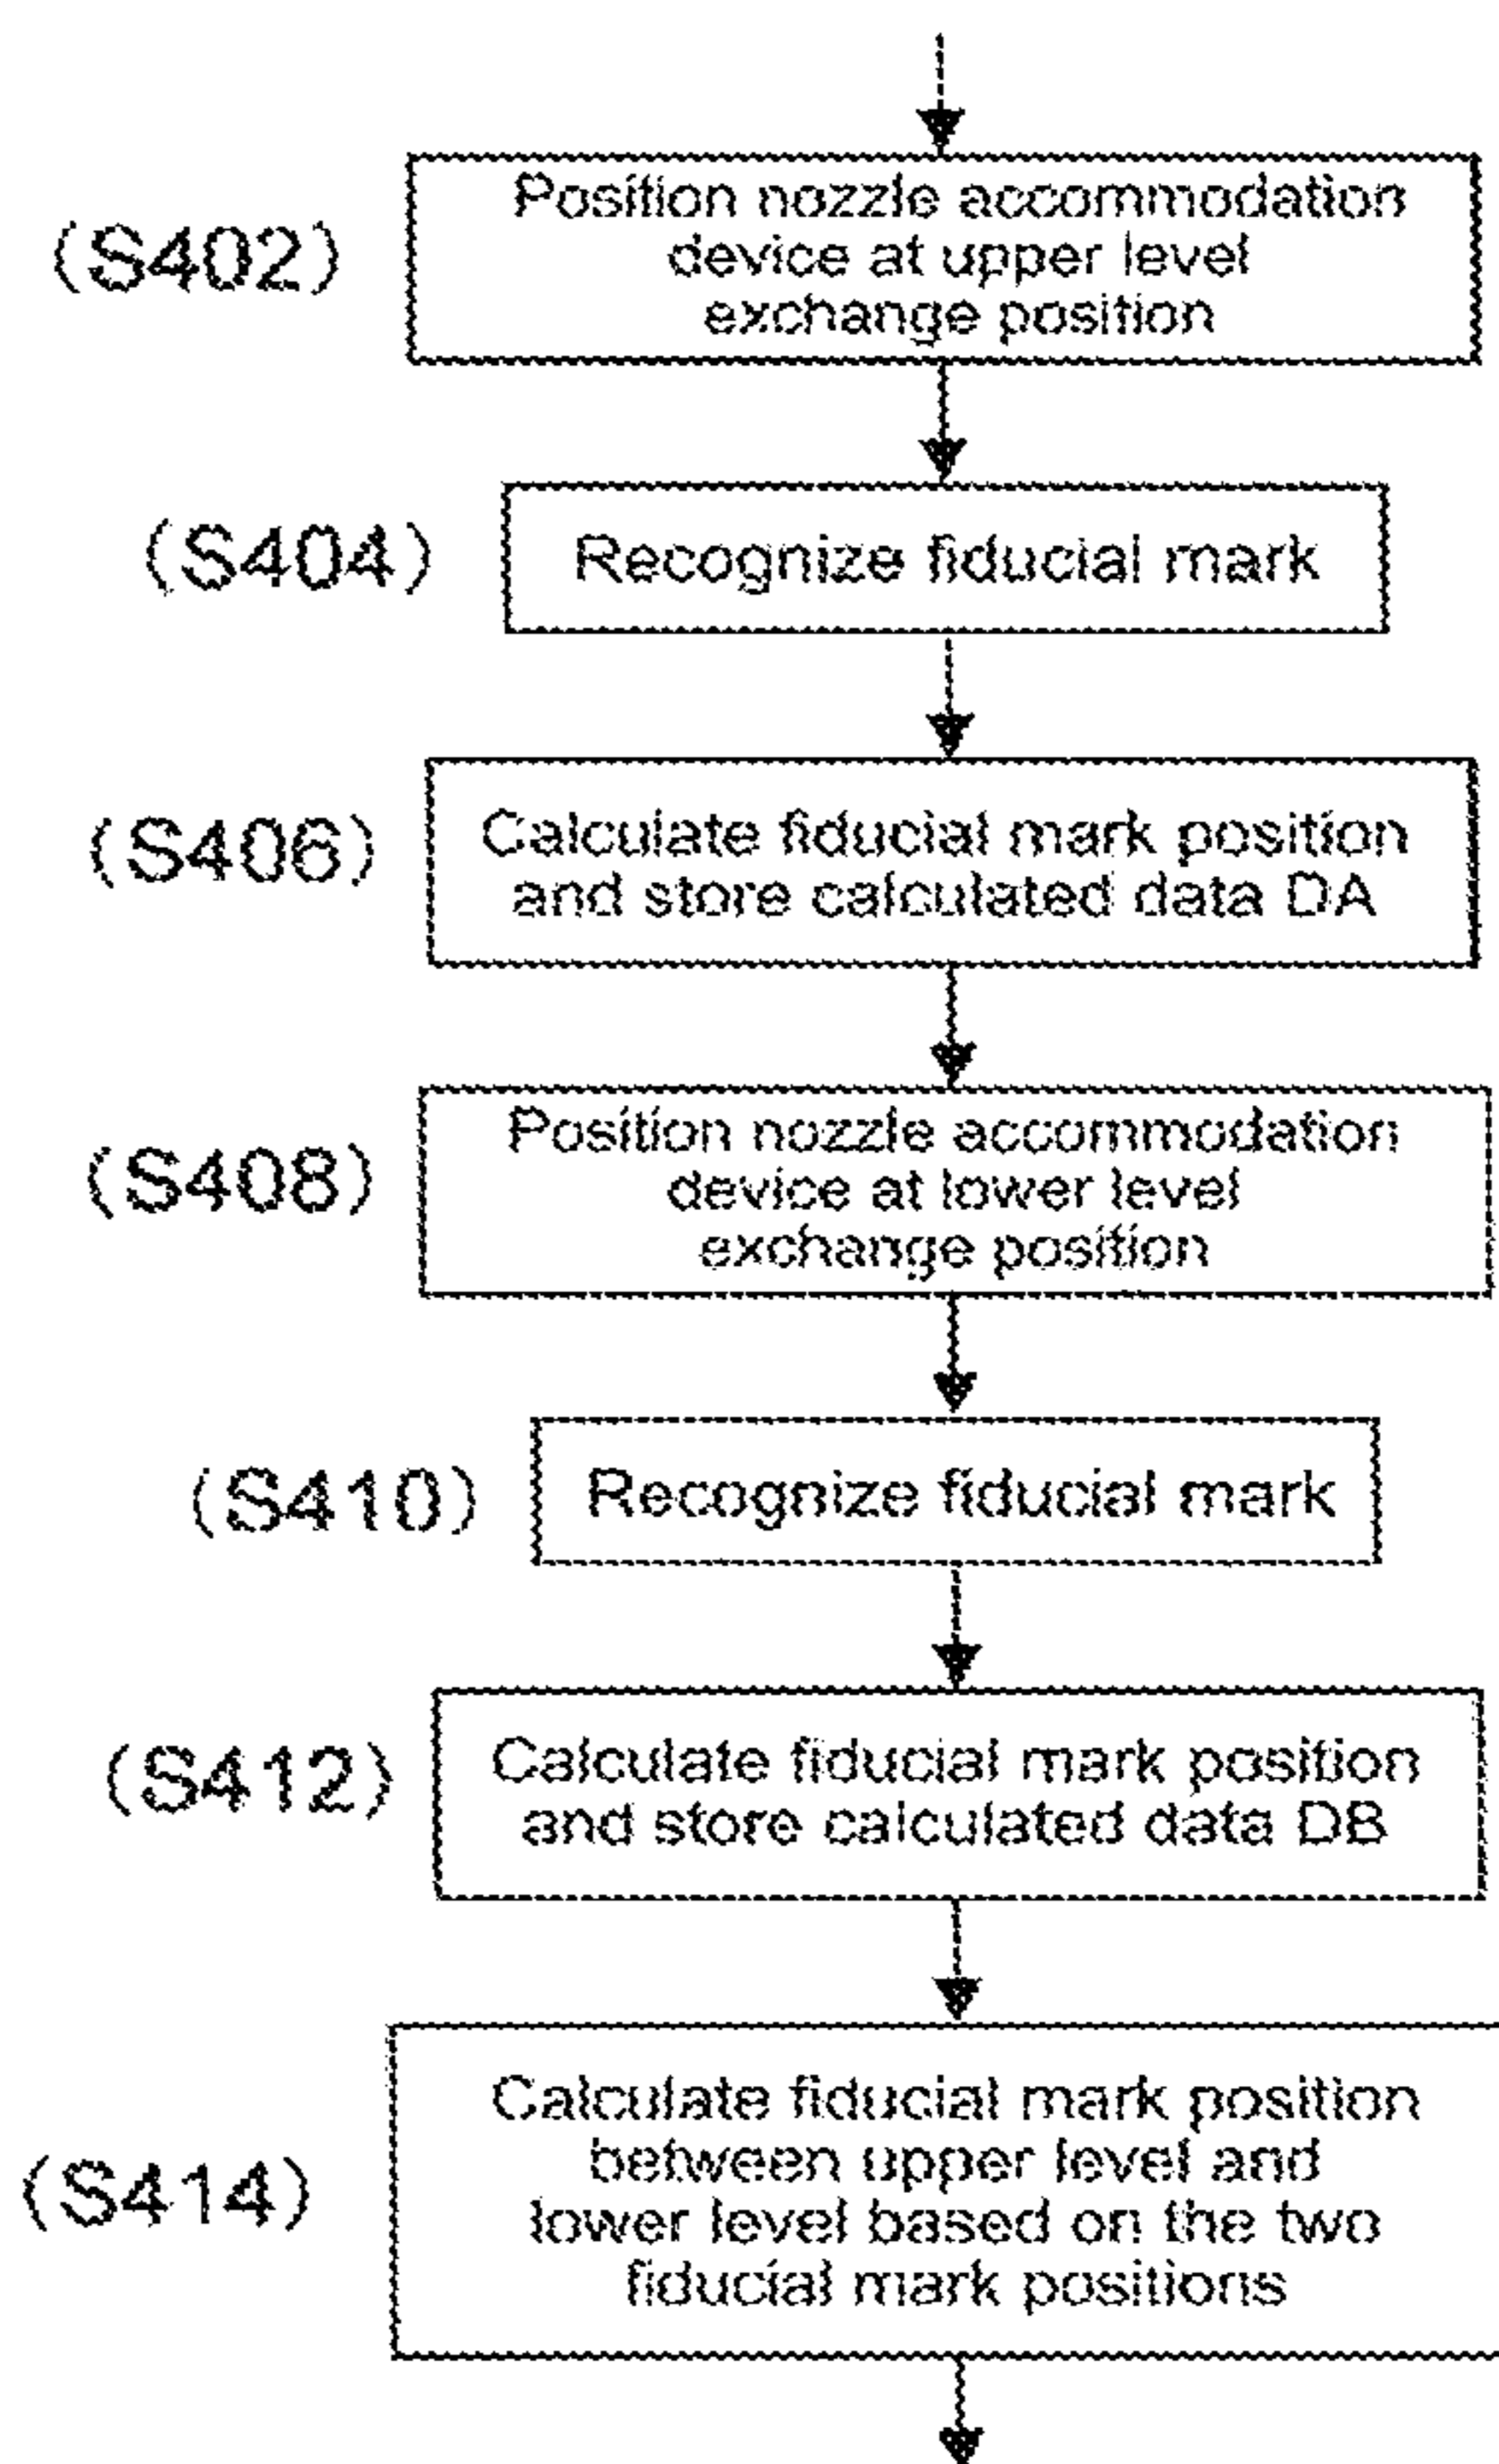 (S402)
Position nozzle accommodation
device at upper level
exchange position
(S404)
Recognize fiducial mark
(S406)
Calculate fiducial mark position
and store calculated data DA
(S408)
Position nozzle accommodation
device at lower level
exchange position
(S410)
Recognize fiducial mark
(S412)
Calculate fiducial mark position
and store calculated data DB
(S414)
Calculate fiducial mark position
between upper level and
lower level based on the two
fiducial mark positions